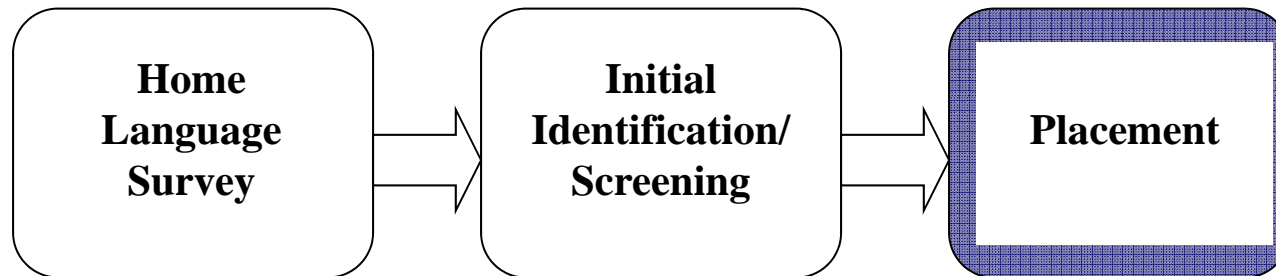 Home
Language
Survey
Initial
Identification/
Screening
Placement